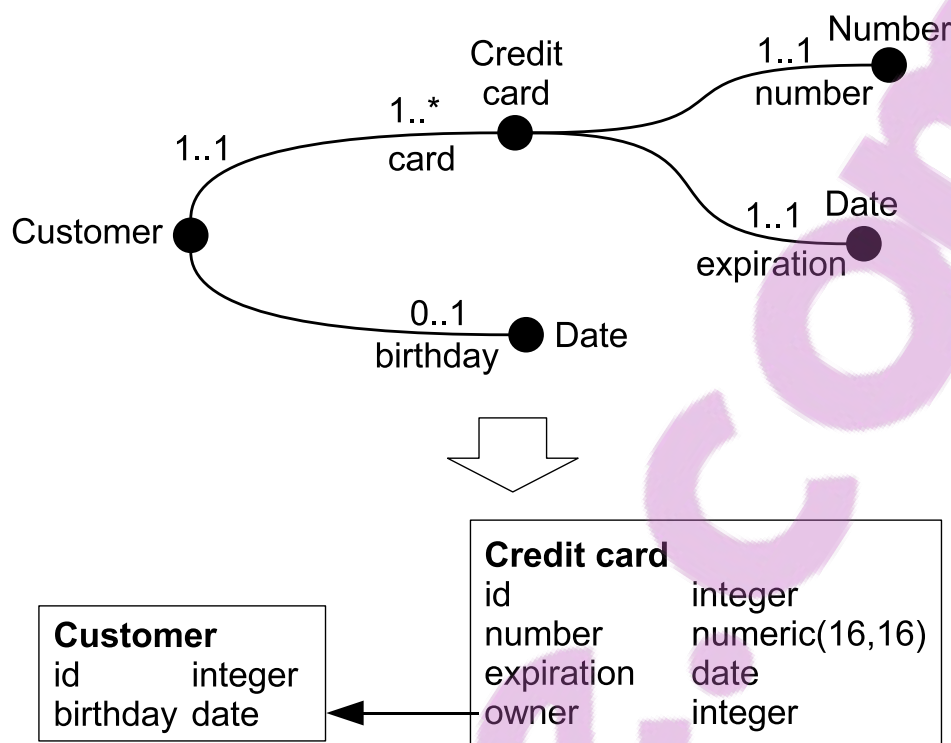 Number
1..1
number
Credit
card
1..*
card
1..1
Customer
Date
1..1
expiration
0..1
birthday
Date
Credit card
id integer
number numeric(16,16)
expiration date
owner integer
Customer
id integer
birthday date